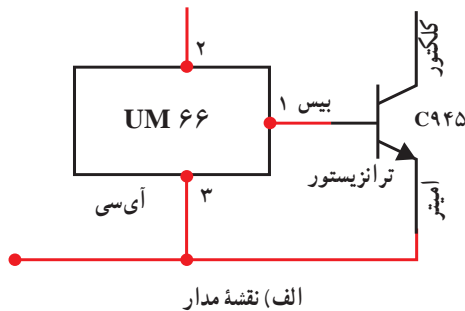 کلکتور
۲
۱
بیس
C۹۴۵
UM ۶۶
ترانزیستور
امیتر
آی‌سی
۳
الف) نقشهٔ مدار